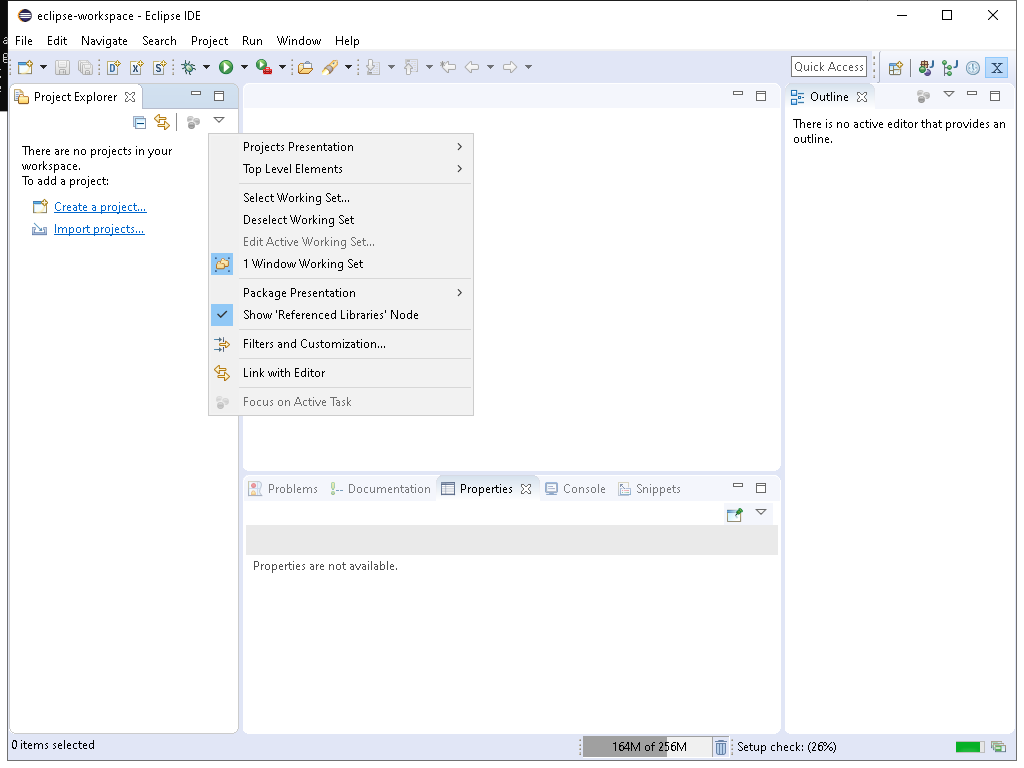 eclipse-workspace - Eclipse IDE
File Edit Navigate Search Project Run Window Help
Quick Access
Project Explorer
There are no projects in your
workspace.
To add a project:
Create a project...
Import projects...
Projects Presentation
Top Level Elements
Select Working Set...
Deselect Working Set
Edit Active Working Set...
1 Window Working Set
Package Presentation
Show 'Referenced Libraries' Node
Filters and Customization...
Link with Editor
Focus on Active Task
Outline
There is no active editor that provides an
outline.
Problems Documentation Properties Console Snippets
Properties are not available.
0 items selected
164M of 256M
Setup check: (26%)